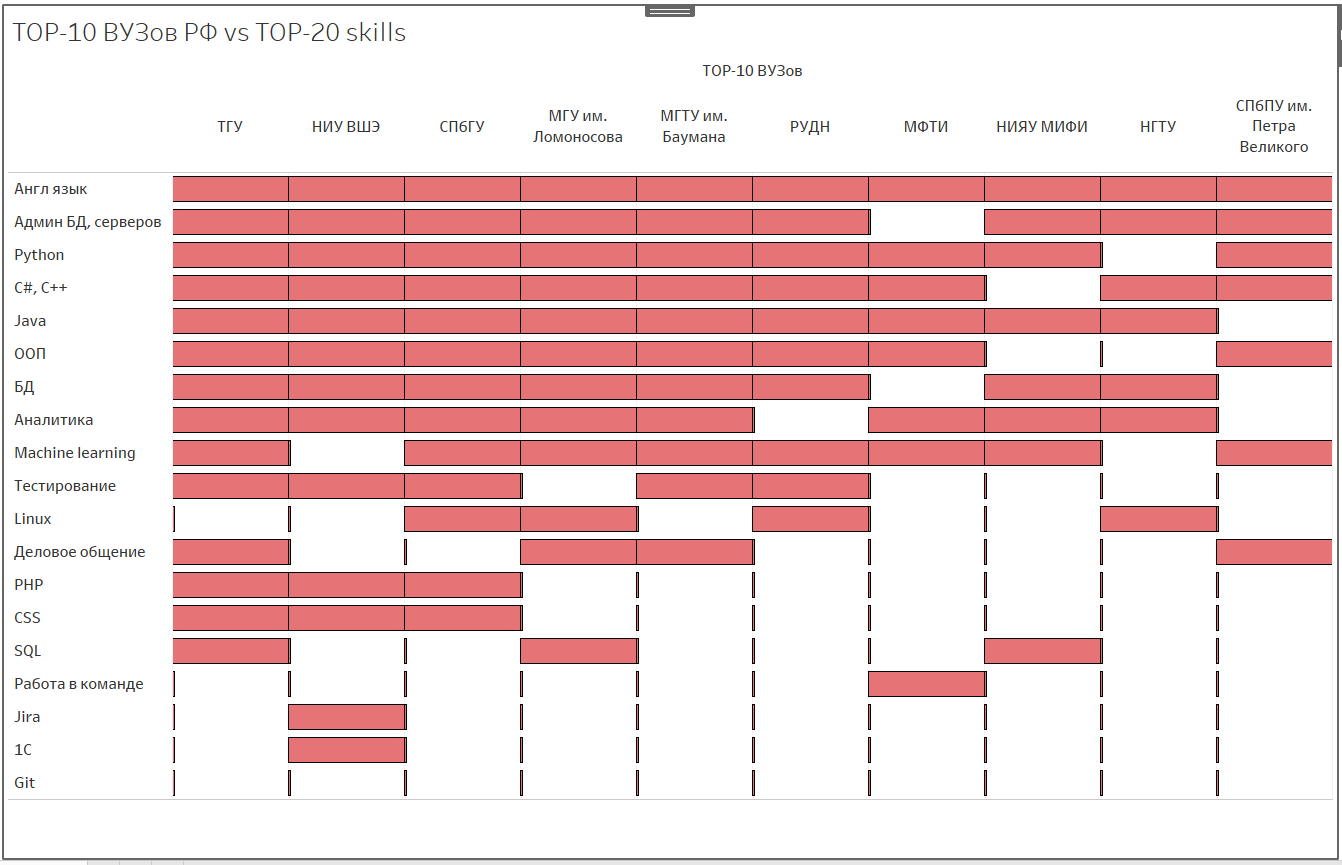 TOP-10 ВУЗов РФ vs TOP-20 skills
TOP-10 ВУЗов
ТГУ
НИУ ВШЭ
СПбГУ
МГУ им.
Ломоносова
МГТУ им.
Баумана
РУДН
МФТИ
НИЯУ МИФИ
НГТУ
СПбПУ им.
Петра
Великого
Англ язык
Админ БД, серверов
Python
C#, C++
Java
ООП
БД
Аналитика
Machine learning
Тестирование
Linux
Деловое общение
PHP
CSS
SQL
Работа в команде
Jira
1C
Git